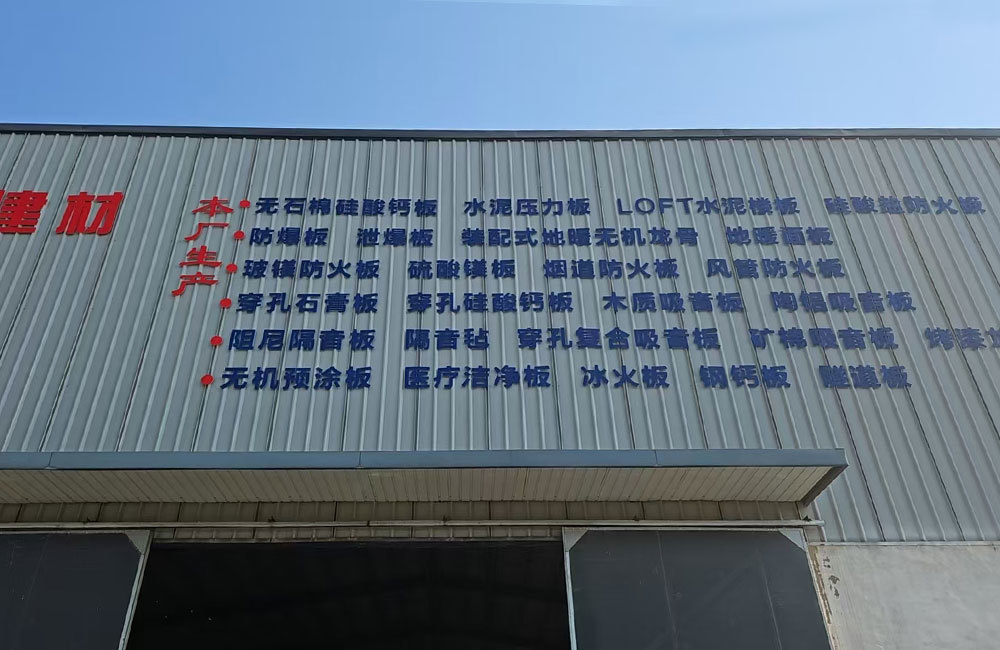 建材
本厂生产
无石棉硅酸钙板 水泥压力板 LOFT水泥楼板 硅酸盐防火板
防爆板 泄爆板 装配式地暖无机龙骨 地暖面板
玻镁防火板 硫酸镁板 烟道防火板 风管防火板
穿孔石膏板 穿孔硅酸钙板 木质吸音板 陶铝吸音板
阻尼隔音板 隔音毡 穿孔复合吸音板 矿棉吸音板
无机预涂板 医疗洁净板 冰火板 钢钙板 隧道板